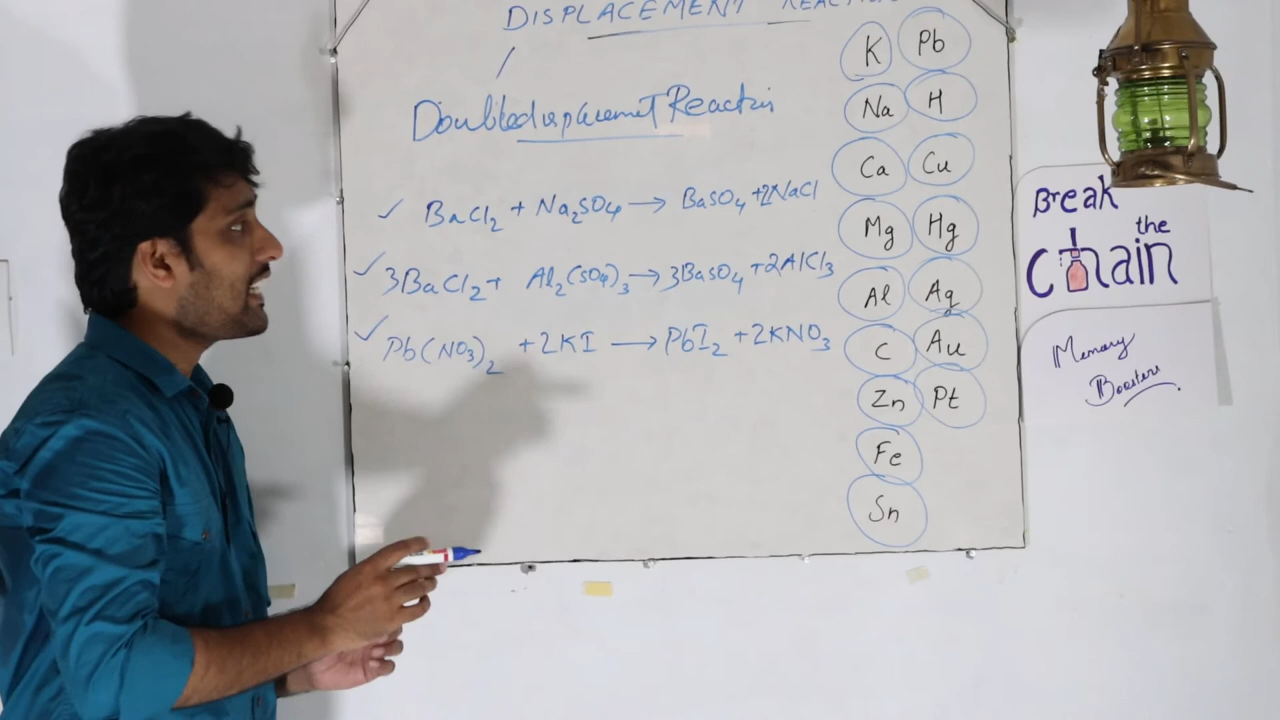 DISPLACEMENT REACTION
Doubledisplacement Reaction
✓ BaCl₂ + Na₂SO₄ → BaSO₄ + 2NaCl
✓ 3BaCl₂ + Al₂(SO₄)₃ → 3BaSO₄ + 2AlCl₃
✓ Pb(NO₃)₂ + 2KI → PbI₂ + 2KNO₃
K Pb
Na H
Ca Cu
Mg Hg
Al Ag
C Au
Zn Pt
Fe
Sn
Break
the
Chain
Memory
Boosters